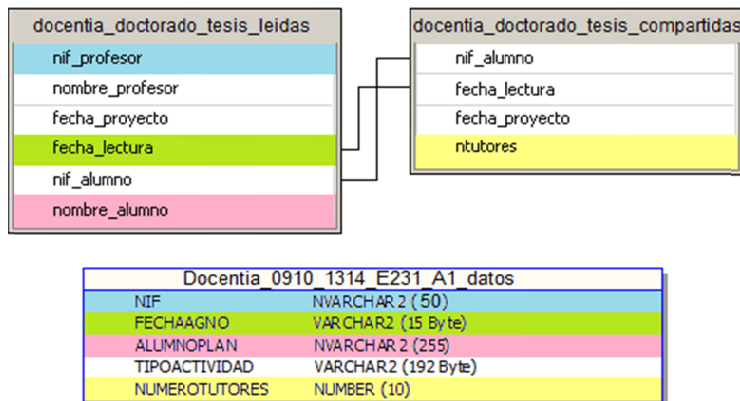 docentia_doctorado_tesis_leidas
nif_profesor
nombre_profesor
fecha_proyecto
fecha_lectura
nif_alumno
nombre_alumno
docentia_doctorado_tesis_compartidas
nif_alumno
fecha_lectura
fecha_proyecto
ntutores
Docentia_0910_1314_E231_A1_datos
NIF NVARCHAR2 (50)
FECHAAGNO VARCHAR2 (15 Byte)
ALUMNOPLAN NVARCHAR2 (255)
TIPOACTIVIDAD VARCHAR2 (192 Byte)
NUMEROTUTORES NUMBER (10)